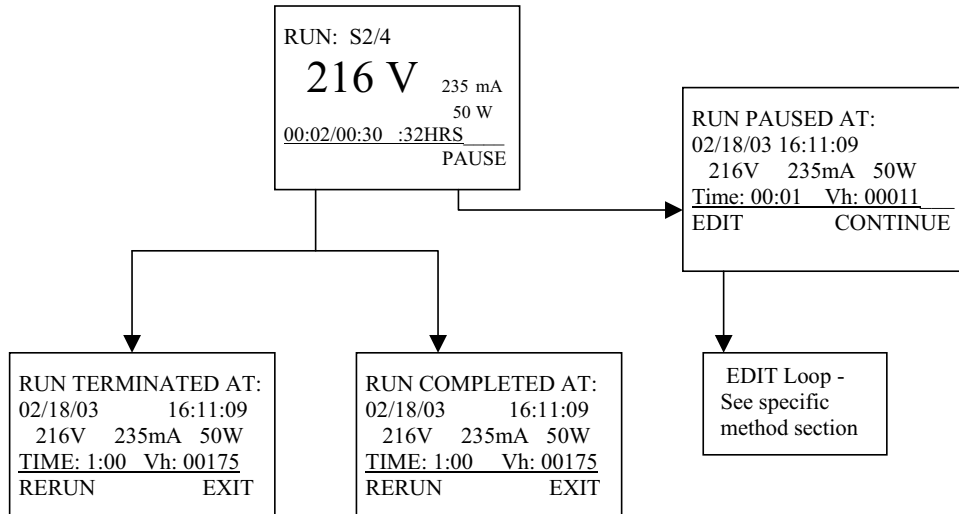 RUN: S2/4
216 V 235 mA
50 W
00:02/00:30 :32HRS
PAUSE
RUN PAUSED AT:
02/18/03 16:11:09
216V 235mA 50W
Time: 00:01 Vh: 00011
EDIT CONTINUE
RUN TERMINATED AT:
02/18/03 16:11:09
216V 235mA 50W
TIME: 1:00 Vh: 00175
RERUN EXIT
RUN COMPLETED AT:
02/18/03 16:11:09
216V 235mA 50W
TIME: 1:00 Vh: 00175
RERUN EXIT
EDIT Loop -
See specific
method section